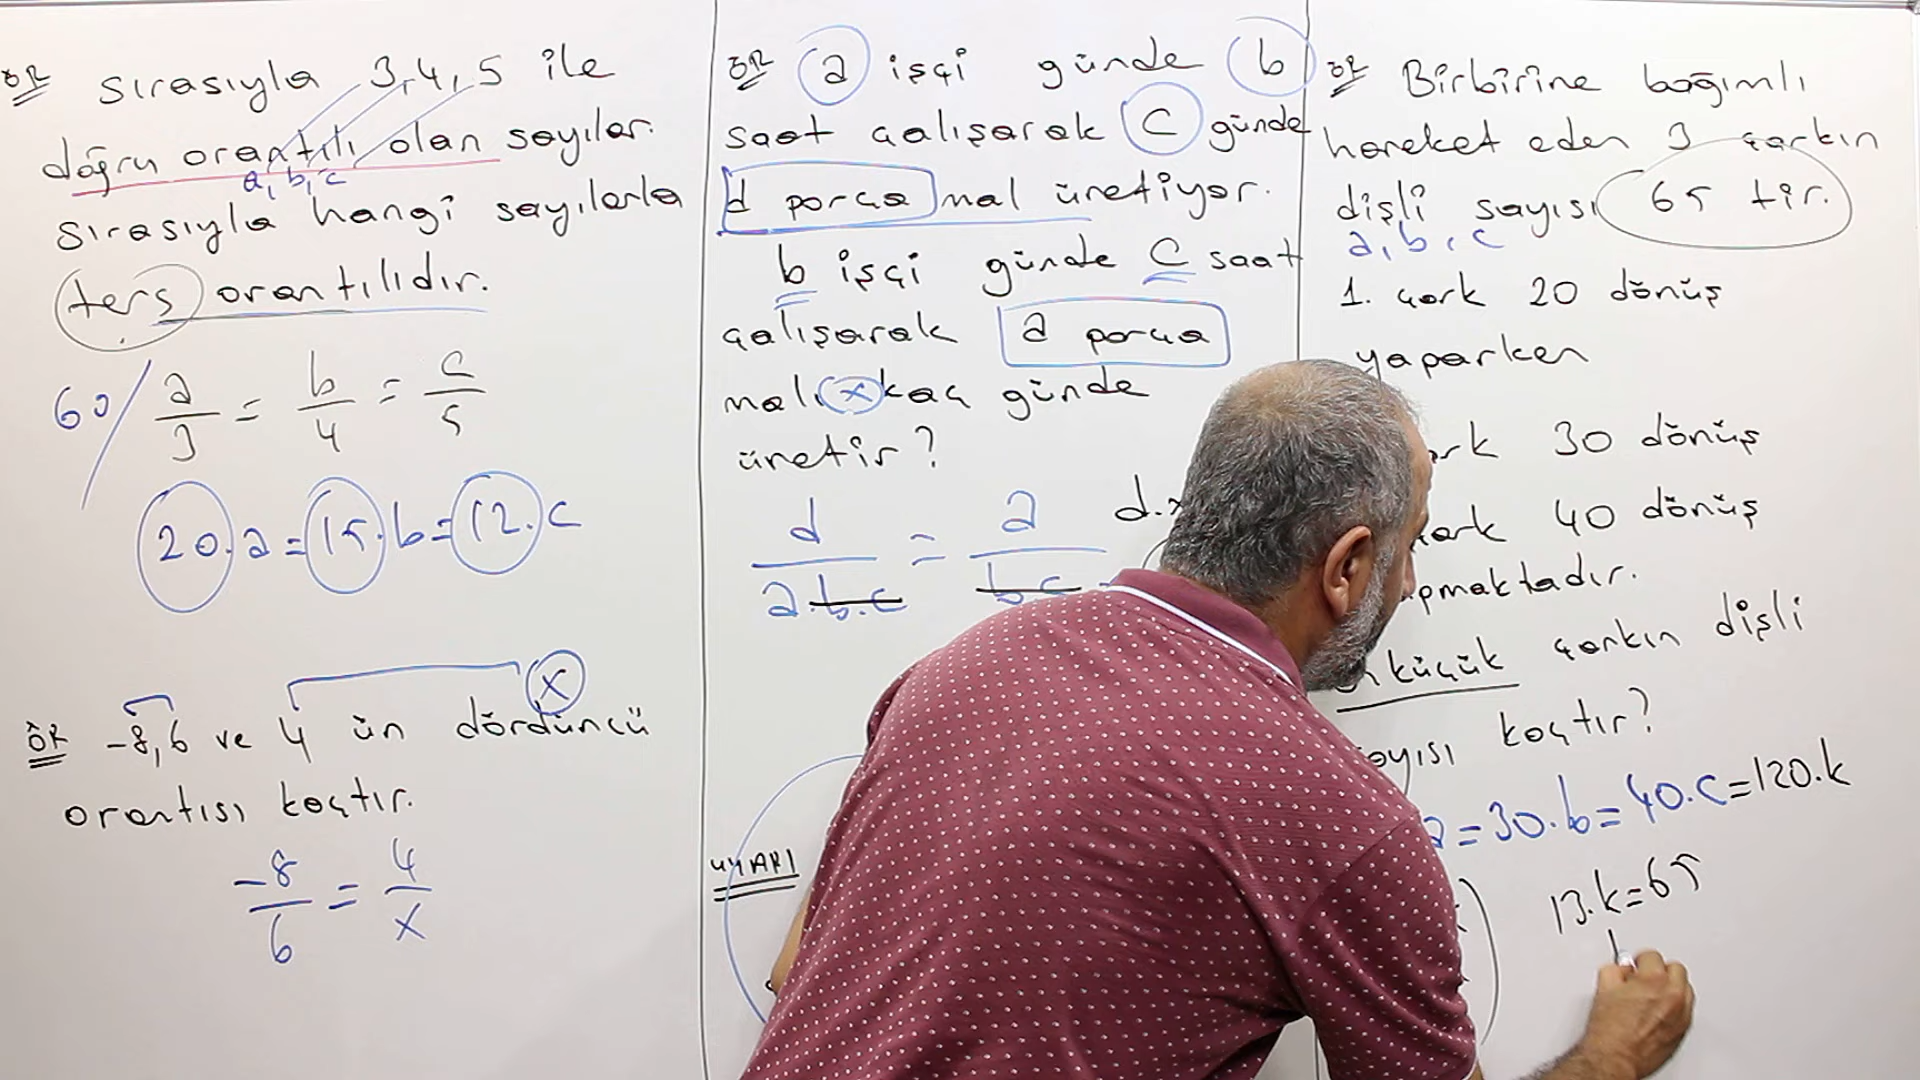 ÖR Sırasıyla 3,4,5 ile
doğru orantılı olan sayılar.
a, b, c
sırasıyla hangi sayılarla
ters orantılıdır.
60/ a/3 = b/4 = c/5
20.a=15.b=12.c
x
ÖR -8,6 ve 4 ün dördüncü
orantısı kaçtır.
-8/6 = 4/x
ÖR a işçi günde b
saat çalışarak c günde
d parça mal üretiyor.
b işçi günde c saat
çalışarak a parça
malı x kaç günde
üretir?
d/a.b.c = a/b.c
d.x
UYARI
ÖR Birbirine bağımlı
hareket eden 3 çarkın
dişli sayısı 65 tir.
a, b, c
1. çark 20 dönüş
yaparken
30 dönüş
40 dönüş
küçük çarkın dişli
kaçtır?
a=30.b=40.c=120.k
13.k=65